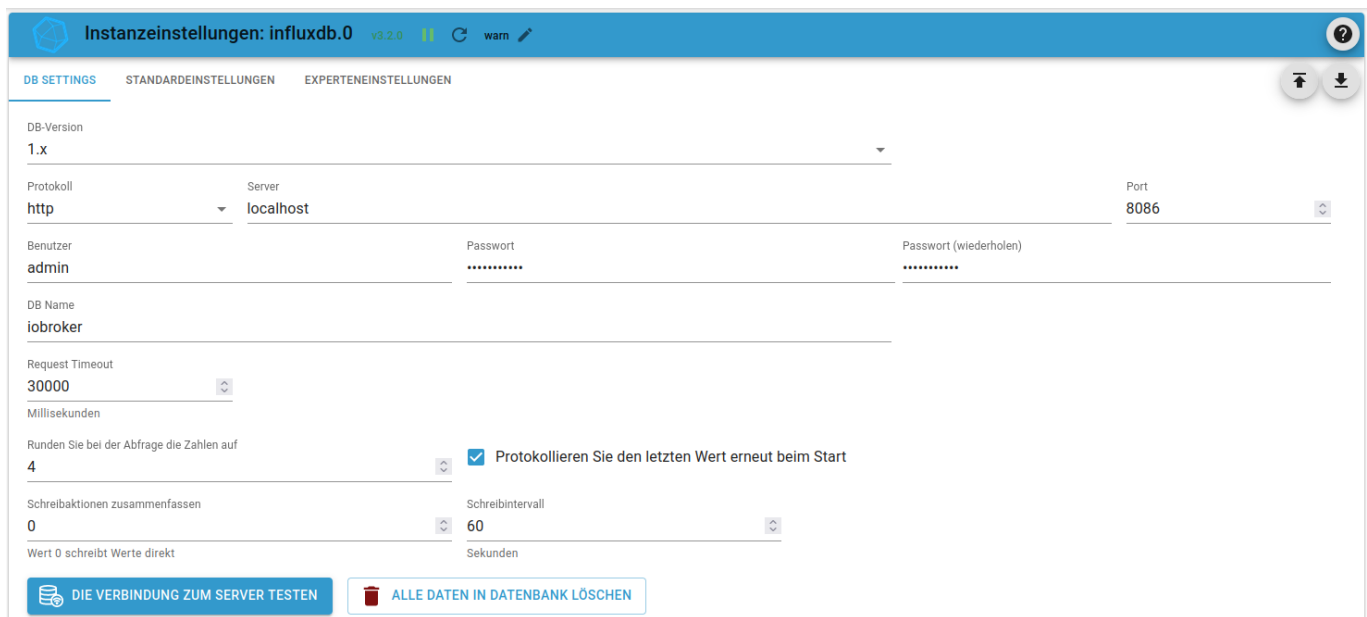 Instanzeinstellungen: influxdb.0 v3.2.0 warn
DB SETTINGS STANDARDEINSTELLUNGEN EXPERTENEINSTELLUNGEN
DB-Version
1.x
Protokoll Server Port
http localhost 8086
Benutzer Passwort Passwort (wiederholen)
admin ••••••••••• •••••••••••
DB Name
iobroker
Request Timeout
30000
Millisekunden
Runden Sie bei der Abfrage die Zahlen auf
4 Protokollieren Sie den letzten Wert erneut beim Start
Schreibaktionen zusammenfassen Schreibintervall
0 60
Wert 0 schreibt Werte direkt Sekunden
DIE VERBINDUNG ZUM SERVER TESTEN ALLE DATEN IN DATENBANK LÖSCHEN